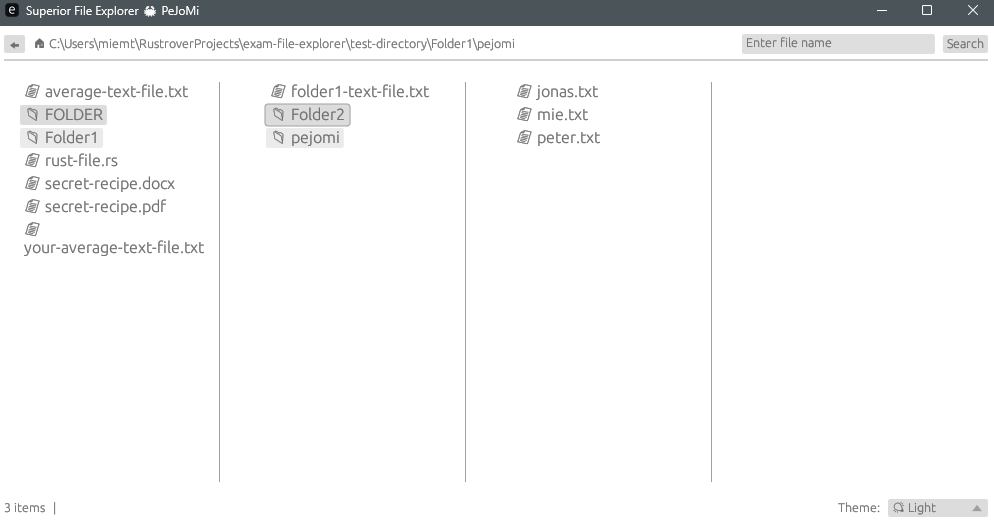 e Superior File Explorer PeJoMi
C:\Users\miemt\RustroverProjects\exam-file-explorer\test-directory\Folder1\pejomi
Enter file name
Search
average-text-file.txt
FOLDER
Folder1
rust-file.rs
secret-recipe.docx
secret-recipe.pdf
your-average-text-file.txt
folder1-text-file.txt
Folder2
pejomi
jonas.txt
mie.txt
peter.txt
3 items |
Theme: Light